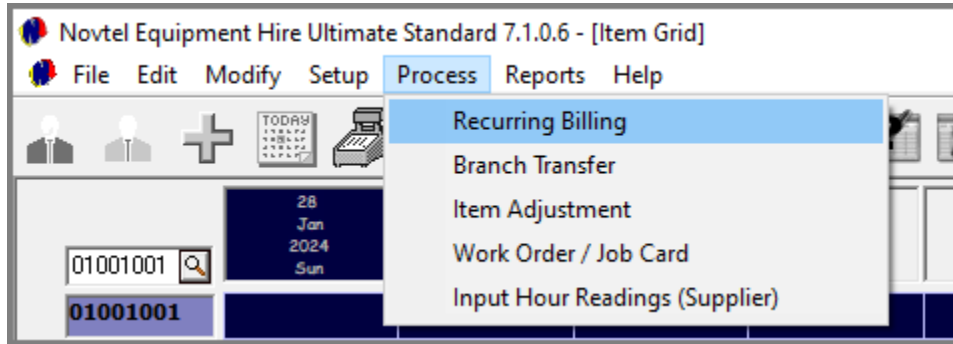 Novtel Equipment Hire Ultimate Standard 7.1.0.6 - [Item Grid]
File Edit Modify Setup Process Reports Help
Recurring Billing
Branch Transfer
Item Adjustment
Work Order / Job Card
Input Hour Readings (Supplier)
TODAY
28
Jan
2024
Sun
01001001
01001001